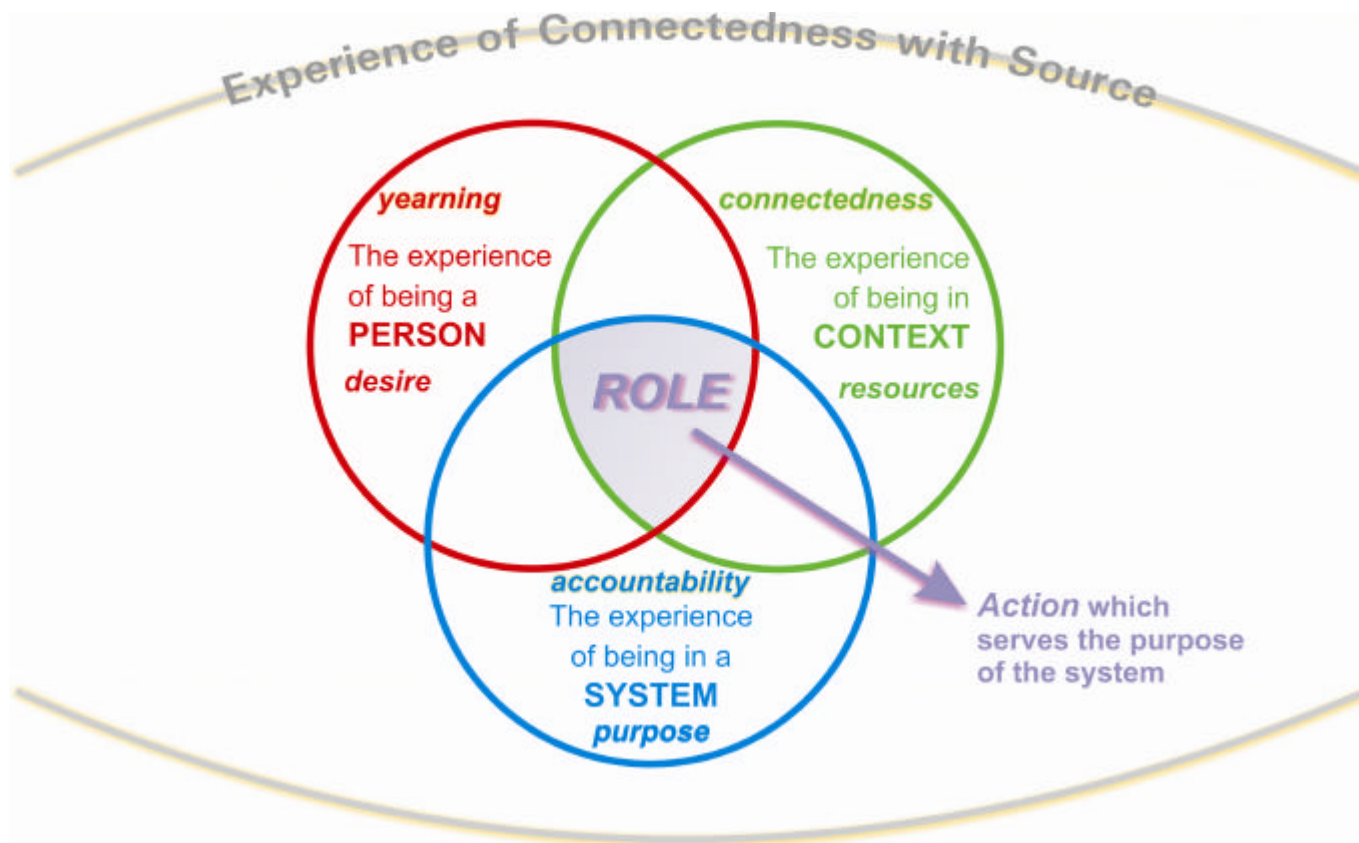 Experience of Connectedness with Source
yearning
The experience
of being a
PERSON
desire
connectedness
The experience
of being in
CONTEXT
resources
ROLE
accountability
The experience
of being in a
SYSTEM
purpose
Action which
serves the purpose
of the system